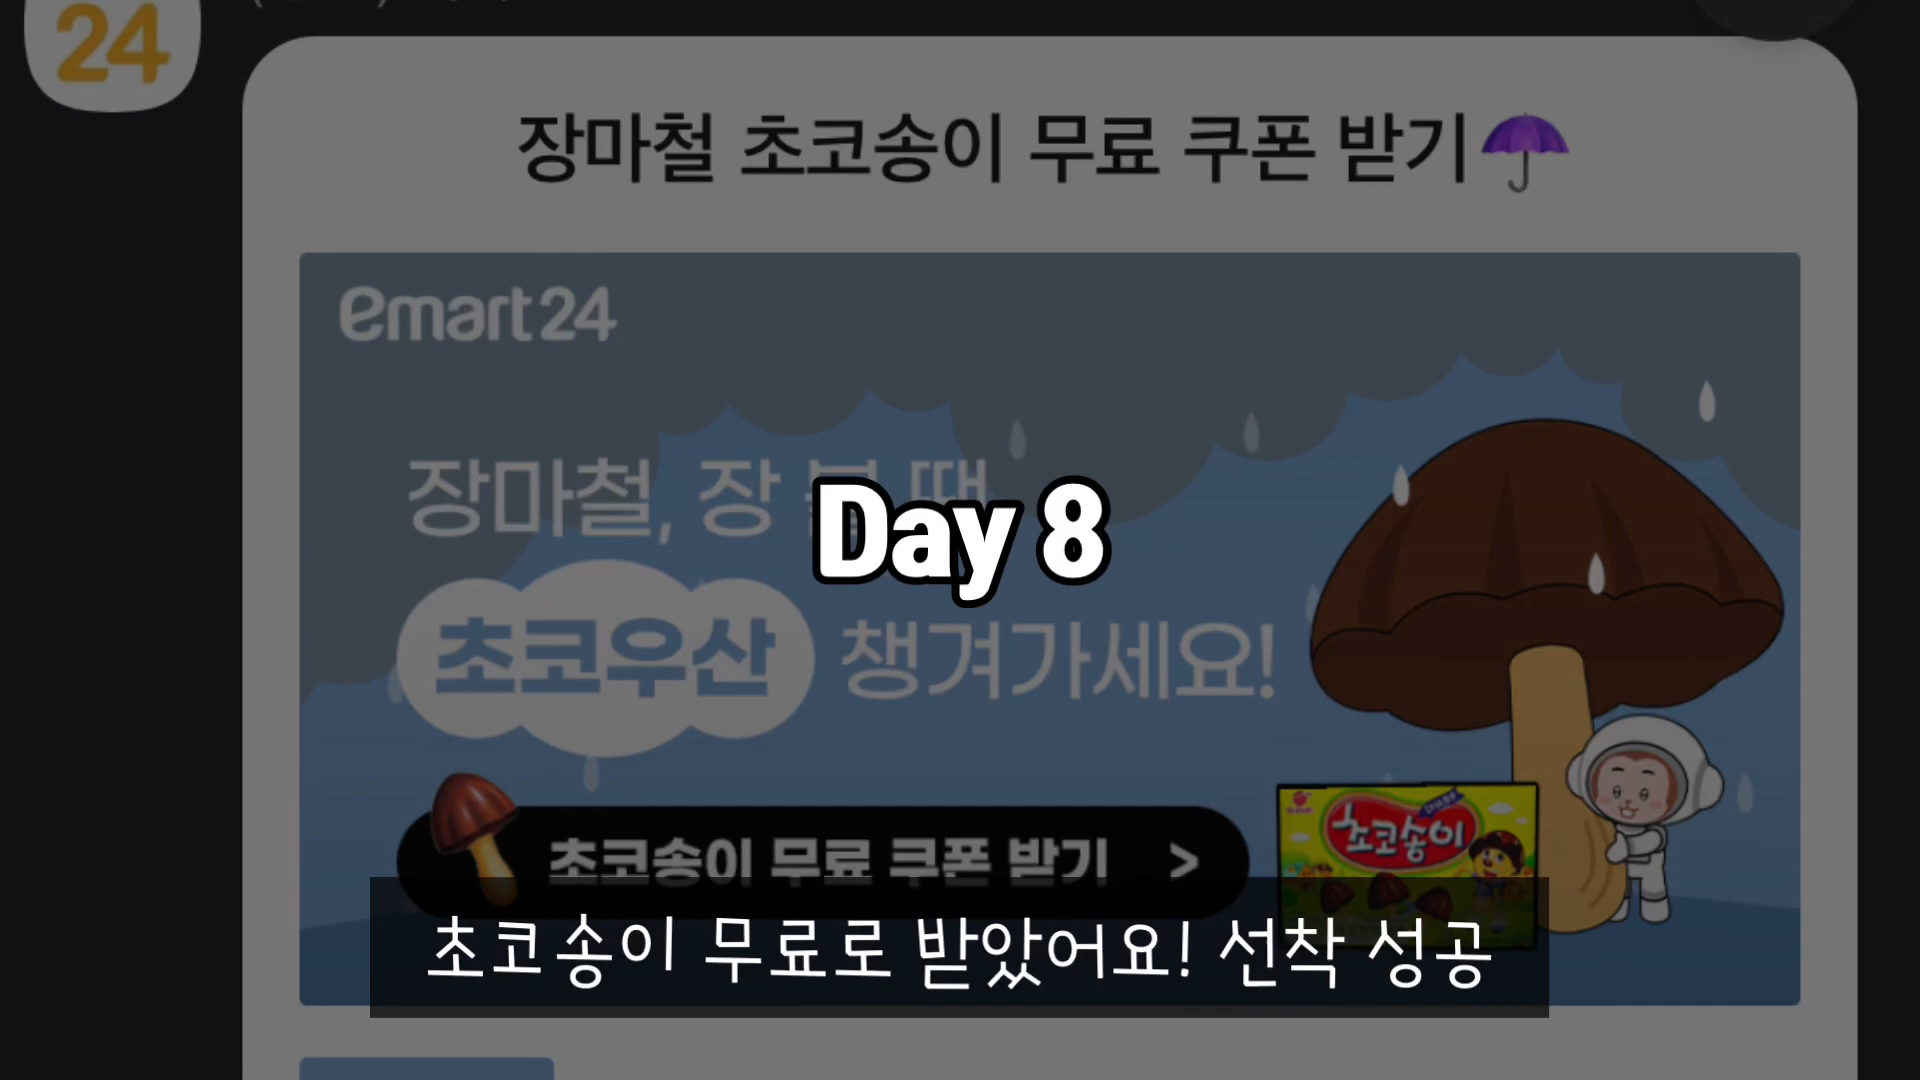 24
장마철 초코송이 무료 쿠폰 받기
emart24
장마철, 장 볼 땐
Day 8
초코우산 챙겨가세요!
초코송이 무료 쿠폰 받기 >
초코송이
초코송이 무료로 받았어요! 선착 성공